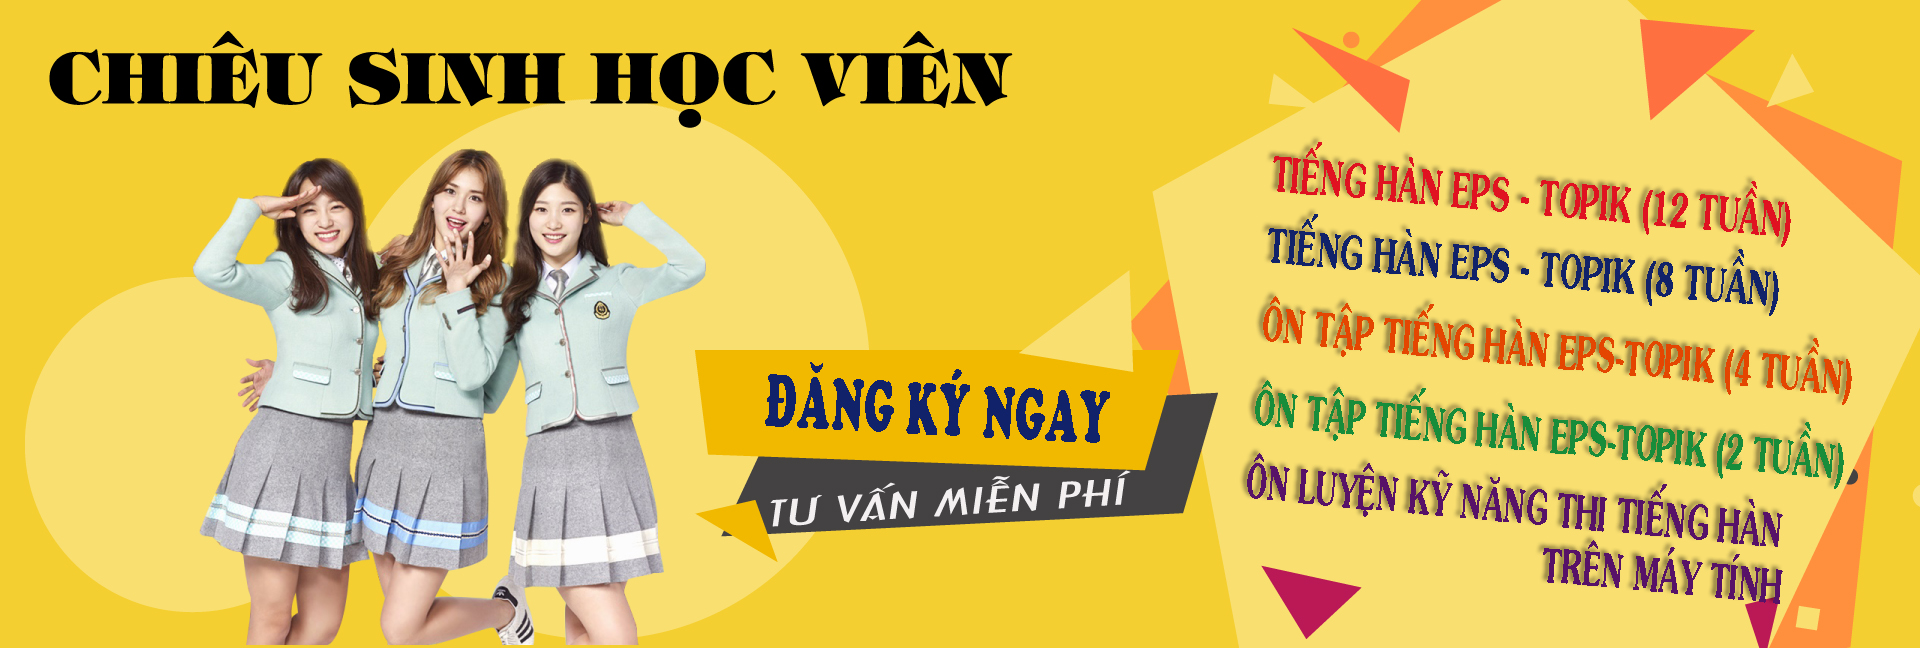 CHIÊU SINH HỌC VIÊN
ĐĂNG KÝ NGAY
TƯ VẤN MIỄN PHÍ
TIẾNG HÀN EPS - TOPIK (12 TUẦN)
TIẾNG HÀN EPS - TOPIK (8 TUẦN)
ÔN TẬP TIẾNG HÀN EPS-TOPIK (4 TUẦN)
ÔN TẬP TIẾNG HÀN EPS-TOPIK (2 TUẦN)
ÔN LUYỆN KỸ NĂNG THI TIẾNG HÀN
TRÊN MÁY TÍNH